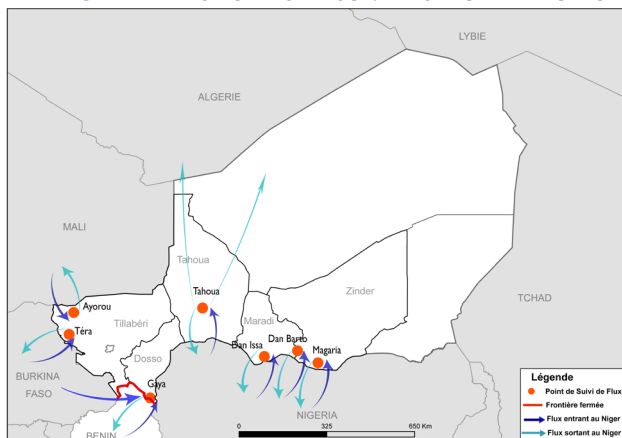 LYBIE
ALGERIE
MALI
Tahoua
Tahoua
Zinder
TCHAD
Ayorou
Tillabéri
Maradi
Téra
Dan Barto
Dan Issa
Magaria
Dosso
BURKINA
FASO
Gaya
NIGERIA
BENIN
0 325 650 Km
Légende
Point de Suivi de Flux
Frontière fermée
Flux entrant au Niger
Flux sortant au Niger